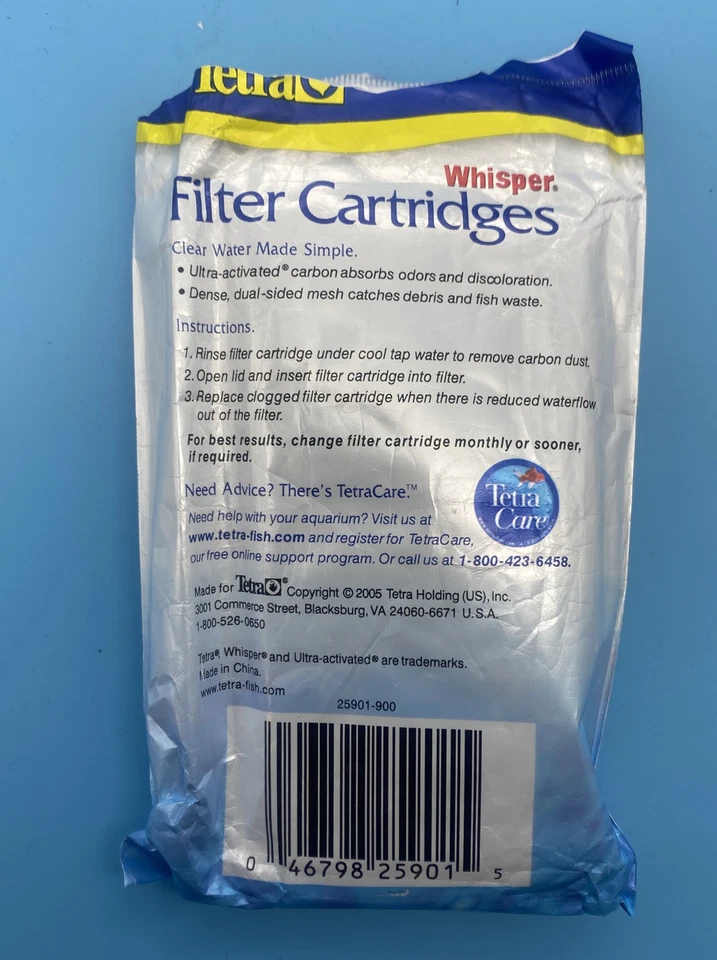 Tetra
Whisper®
Filter Cartridges
Clear Water Made Simple.
• Ultra-activated® carbon absorbs odors and discoloration.
• Dense, dual-sided mesh catches debris and fish waste.
Instructions.
1. Rinse filter cartridge under cool tap water to remove carbon dust.
2. Open lid and insert filter cartridge into filter.
3. Replace clogged filter cartridge when there is reduced waterflow
out of the filter.
For best results, change filter cartridge monthly or sooner,
if required.
Need Advice? There's TetraCare.™
Tetra
Care
Need help with your aquarium? Visit us at
www.tetra-fish.com and register for TetraCare,
our free online support program. Or call us at 1-800-423-6458.
Made for Tetra® Copyright © 2005 Tetra Holding (US), Inc.
3001 Commerce Street, Blacksburg, VA 24060-6671 U.S.A.
1-800-526-0650
Tetra®, Whisper® and Ultra-activated® are trademarks.
Made in China.
www.tetra-fish.com
25901-900
0 46798 25901 5